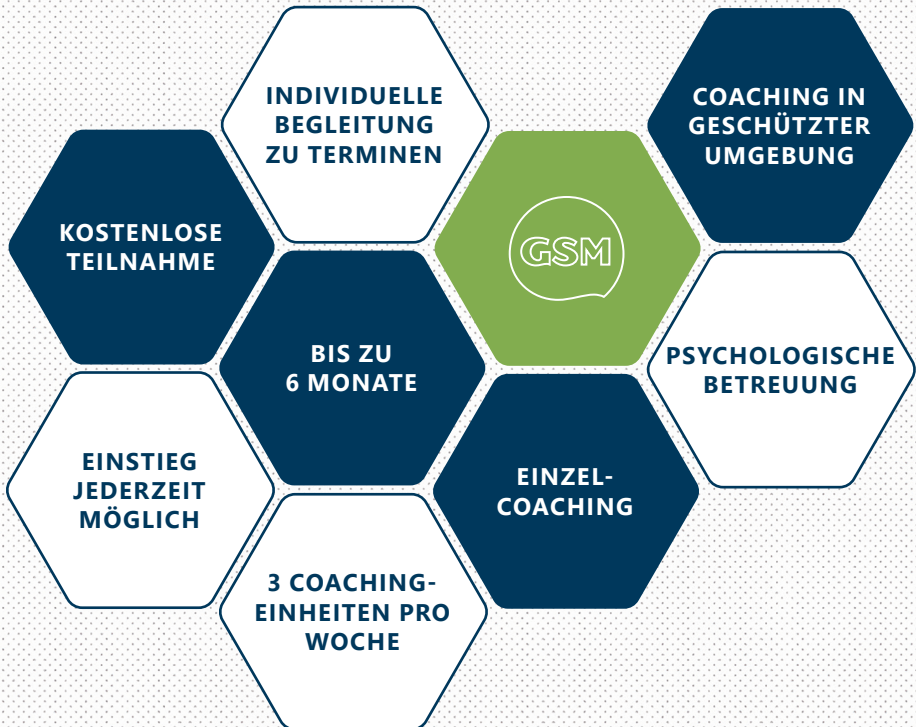 INDIVIDUELLE
BEGLEITUNG
ZU TERMINEN
COACHING IN
GESCHÜTZTER
UMGEBUNG
KOSTENLOSE
TEILNAHME
GSM
BIS ZU
6 MONATE
PSYCHOLOGISCHE
BETREUUNG
EINSTIEG
JEDERZEIT
MÖGLICH
EINZEL-
COACHING
3 COACHING-
EINHEITEN PRO
WOCHE